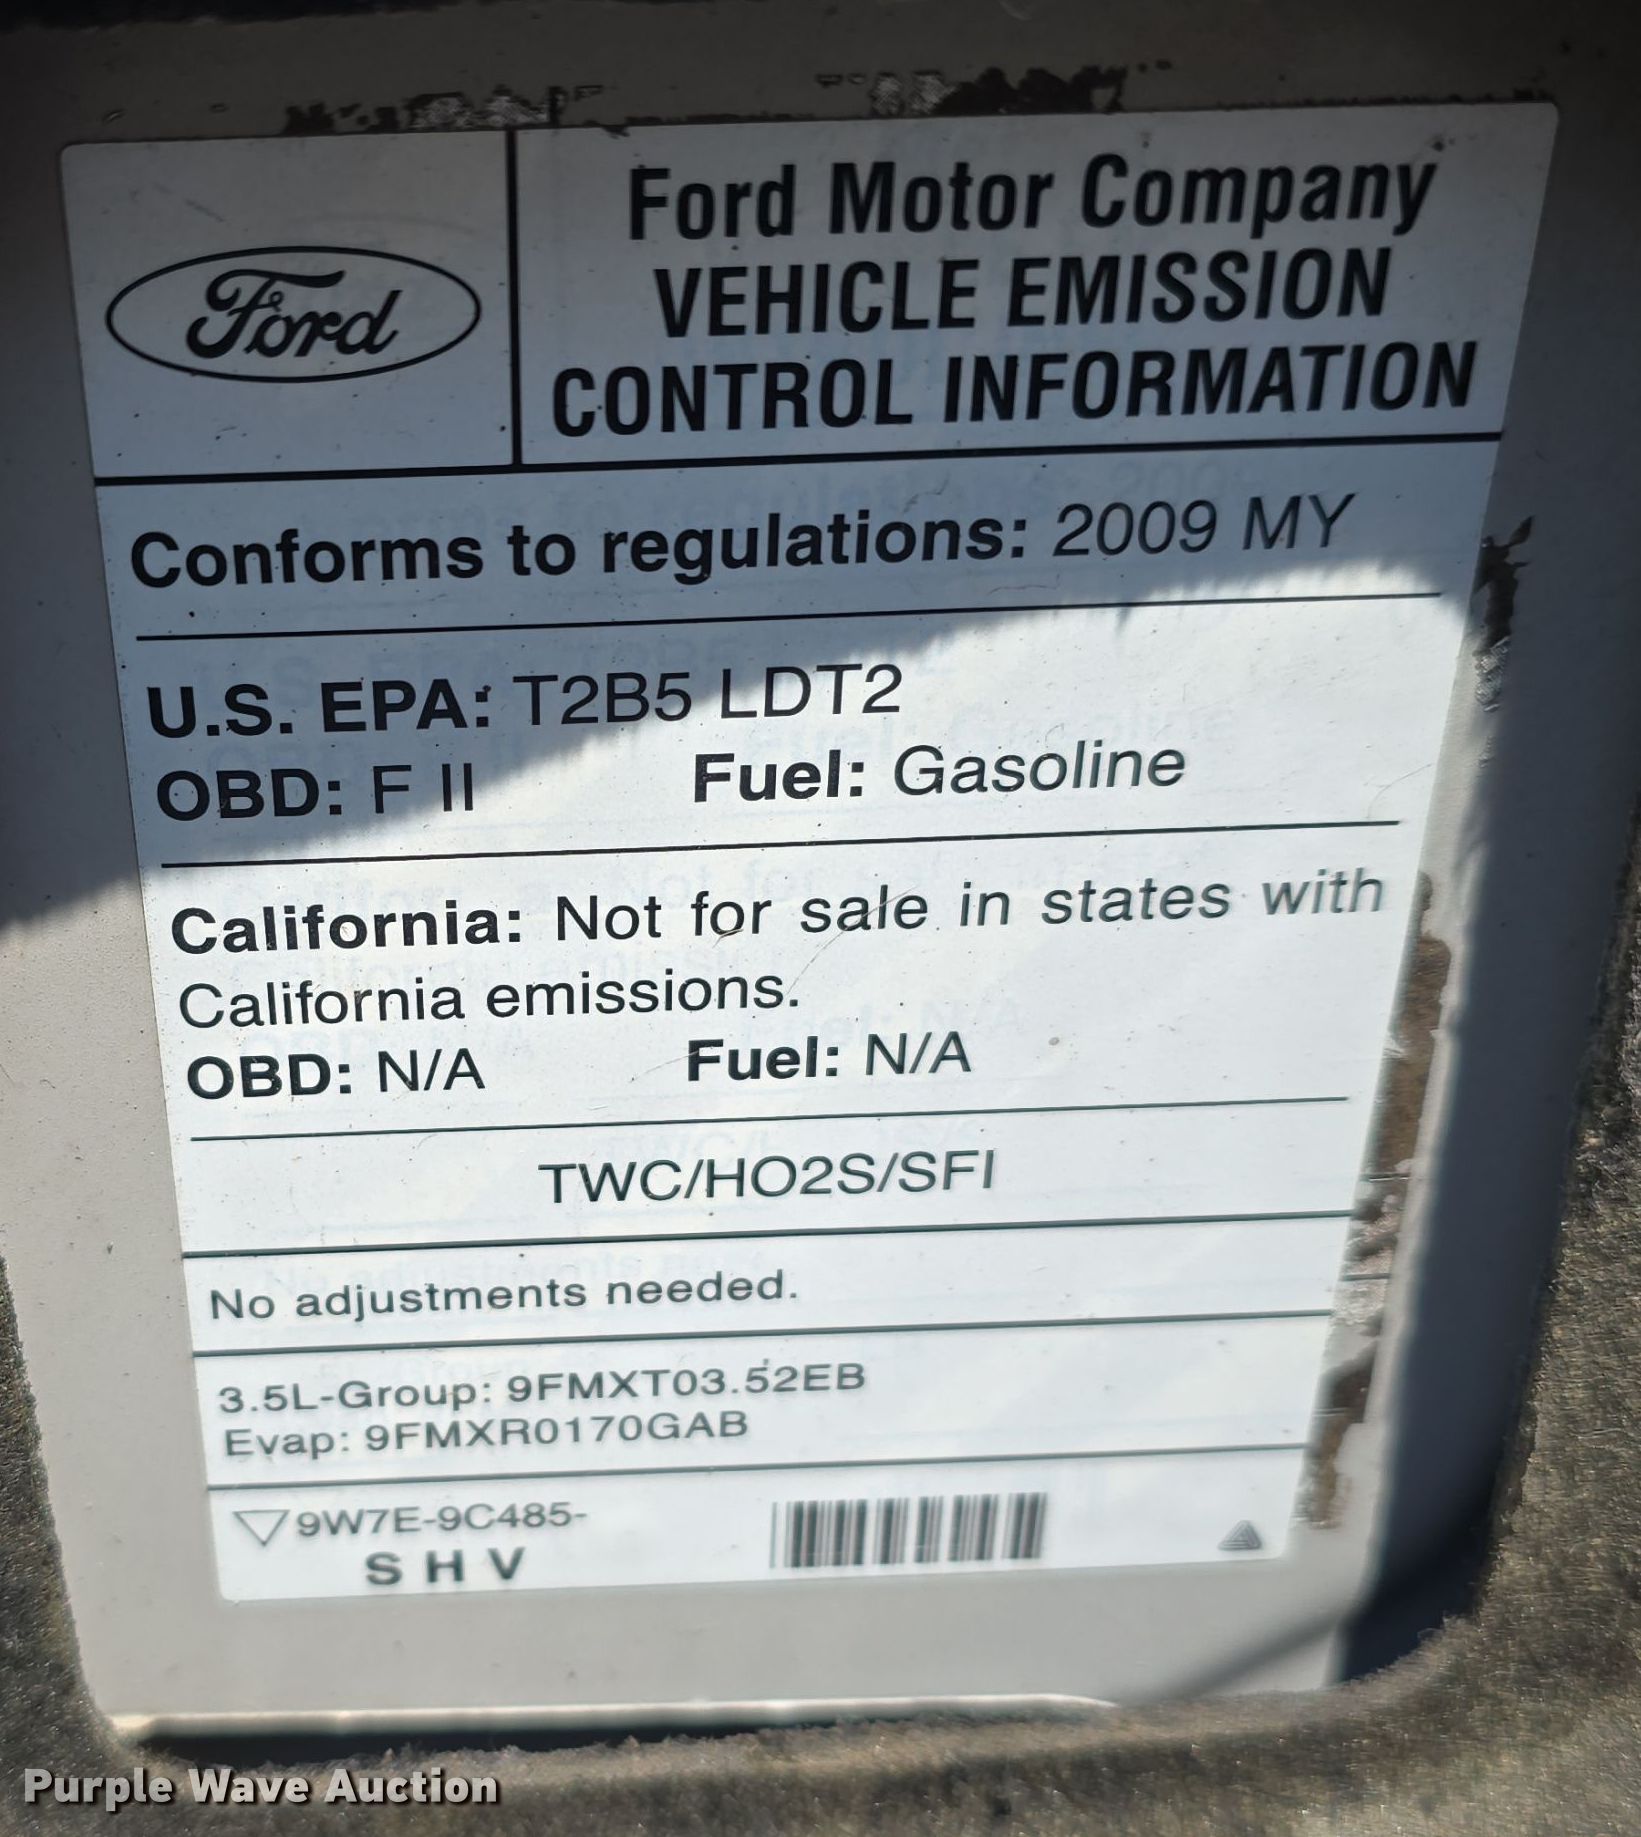 Ford
Ford Motor Company
VEHICLE EMISSION
CONTROL INFORMATION
Conforms to regulations: 2009 MY
U.S. EPA: T2B5 LDT2
OBD: F II Fuel: Gasoline
California: Not for sale in states with
California emissions.
OBD: N/A Fuel: N/A
TWC/HO2S/SFI
No adjustments needed.
3.5L-Group: 9FMXT03.52EB
Evap: 9FMXR0170GAB
9W7E-9C485-
S H V
Purple Wave Auction